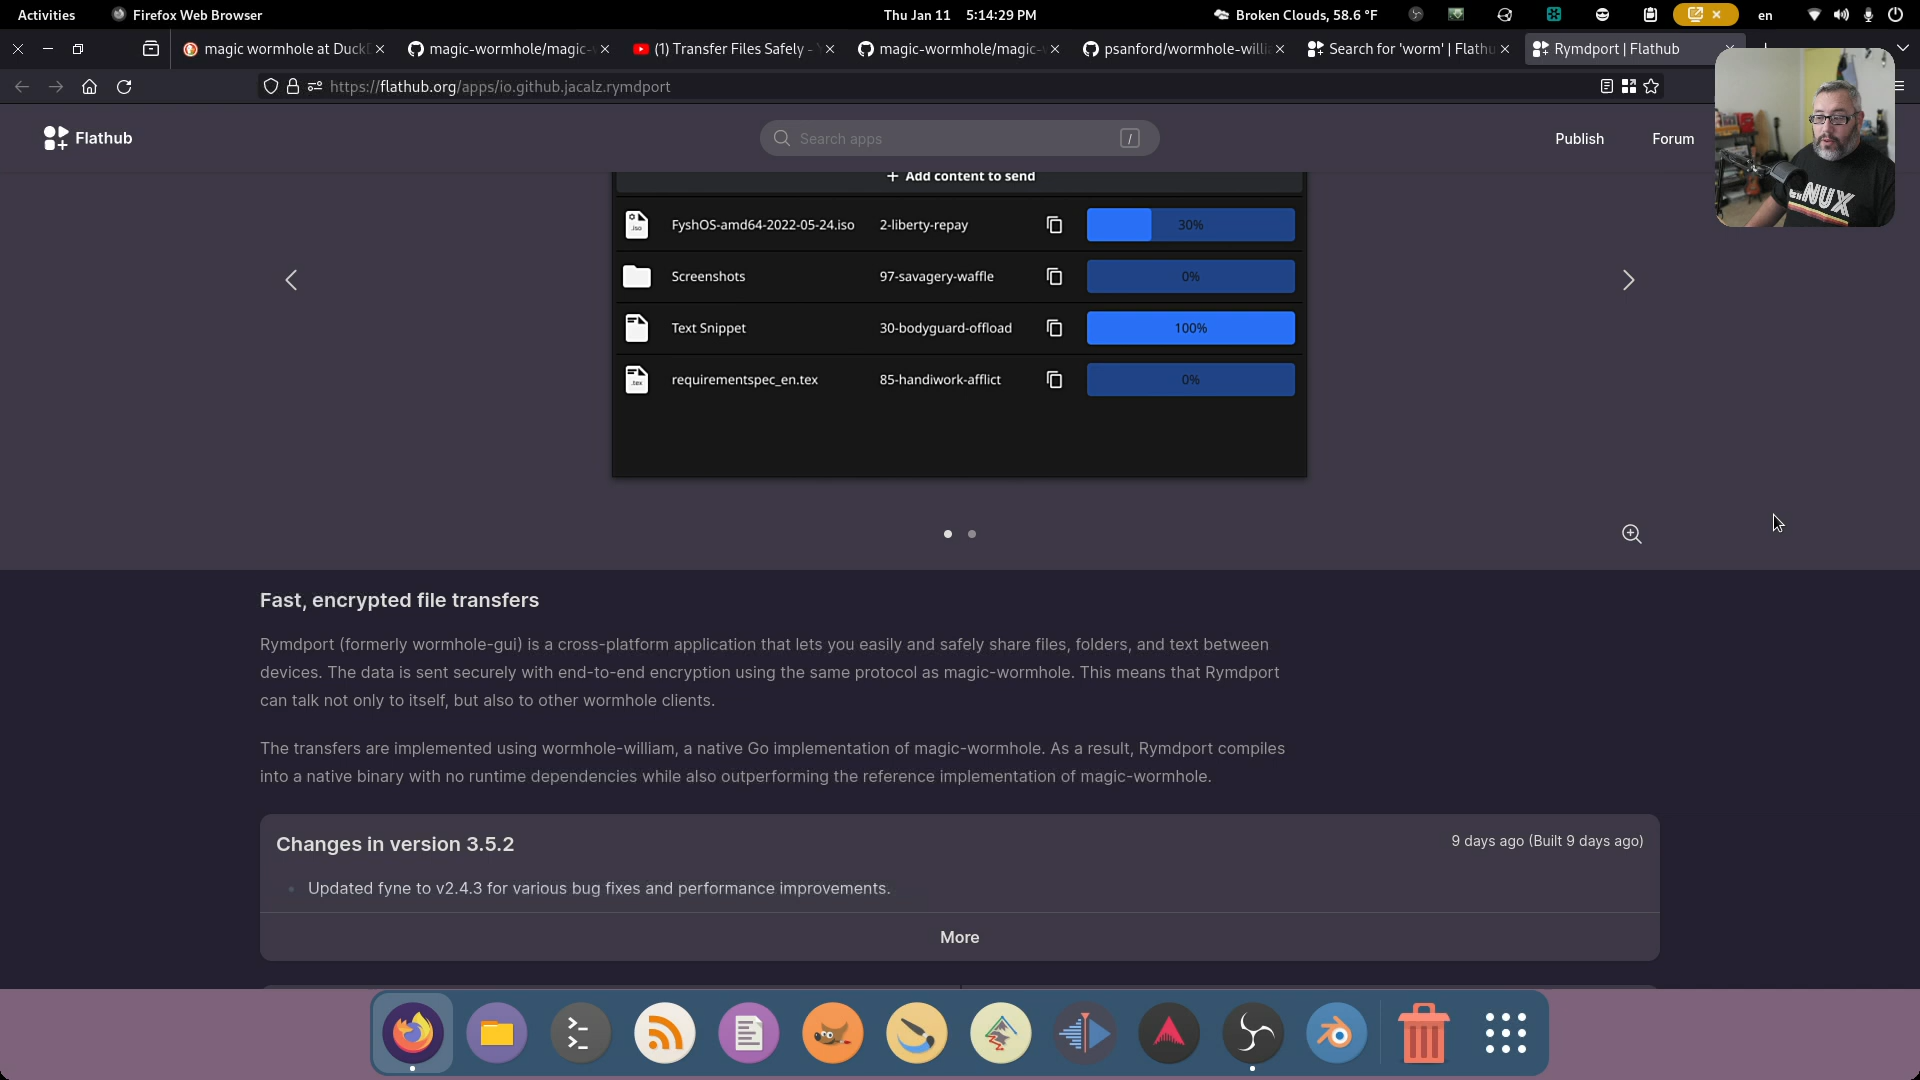 Activities
Firefox Web Browser
Thu Jan 11 5:14:29 PM
Broken Clouds, 58.6 °F
en
magic wormhole at Duck
magic-wormhole/magic-
(1) Transfer Files Safely -
magic-wormhole/magic-
psanford/wormhole-willi
Search for 'worm' | Flathu
Rymdport | Flathub
https://flathub.org/apps/io.github.jacalz.rymdport
Flathub
Search apps
/
Publish
Forum
+ Add content to send
FyshOS-amd64-2022-05-24.iso 2-liberty-repay 30%
Screenshots 97-savagery-waffle 0%
Text Snippet 30-bodyguard-offload 100%
requirementspec_en.tex 85-handiwork-afflict 0%
Fast, encrypted file transfers
Rymdport (formerly wormhole-gui) is a cross-platform application that lets you easily and safely share files, folders, and text between
devices. The data is sent securely with end-to-end encryption using the same protocol as magic-wormhole. This means that Rymdport
can talk not only to itself, but also to other wormhole clients.
The transfers are implemented using wormhole-william, a native Go implementation of magic-wormhole. As a result, Rymdport compiles
into a native binary with no runtime dependencies while also outperforming the reference implementation of magic-wormhole.
Changes in version 3.5.2
9 days ago (Built 9 days ago)
Updated fyne to v2.4.3 for various bug fixes and performance improvements.
More